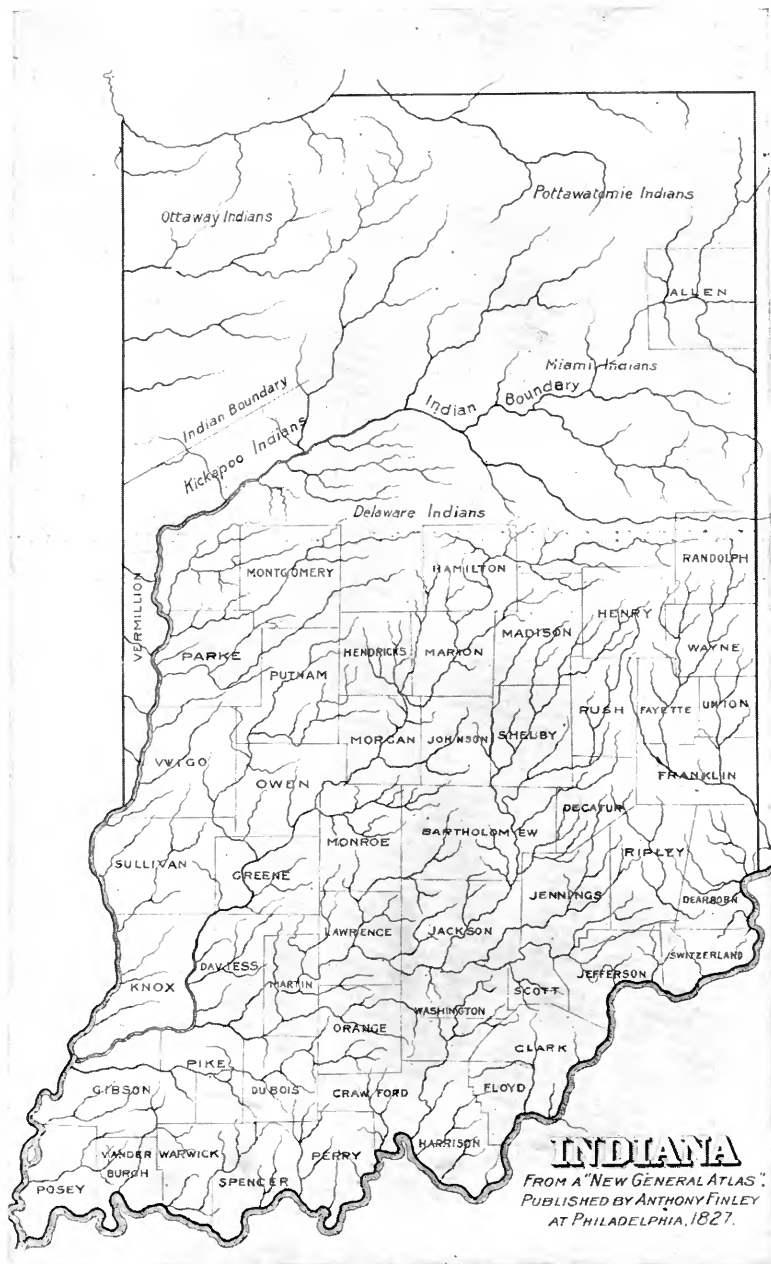 Ottaway Indians
Pottawatomie Indians
ALLEN
Miami Indians
Indian Boundary
Indian Boundary
Kickapoo Indians
Delaware Indians
VERMILLION
MONTGOMERY
HAMILTON
RANDOLPH
PARKE
PUTNAM
HENDRICKS
MARION
MADISON
HENRY
WAYNE
VIGO
OWEN
MORGAN
JOHNSON
SHELBY
RUSH
FAYETTE
UNION
FRANKLIN
DECATUR
SULLIVAN
GREENE
MONROE
BARTHOLOMEW
RIPLEY
JENNINGS
DEARBORN
LAWRENCE
JACKSON
SWITZERLAND
KNOX
DAVIESS
MARTIN
JEFFERSON
SCOTT
WASHINGTON
ORANGE
CLARK
PIKE
GIBSON
DUBOIS
CRAWFORD
FLOYD
HARRISON
POSEY
VANDER
BURGH
WARWICK
SPENCER
PERRY
INDIANA
FROM A "NEW GENERAL ATLAS".
PUBLISHED BY ANTHONY FINLEY
AT PHILADELPHIA, 1827.